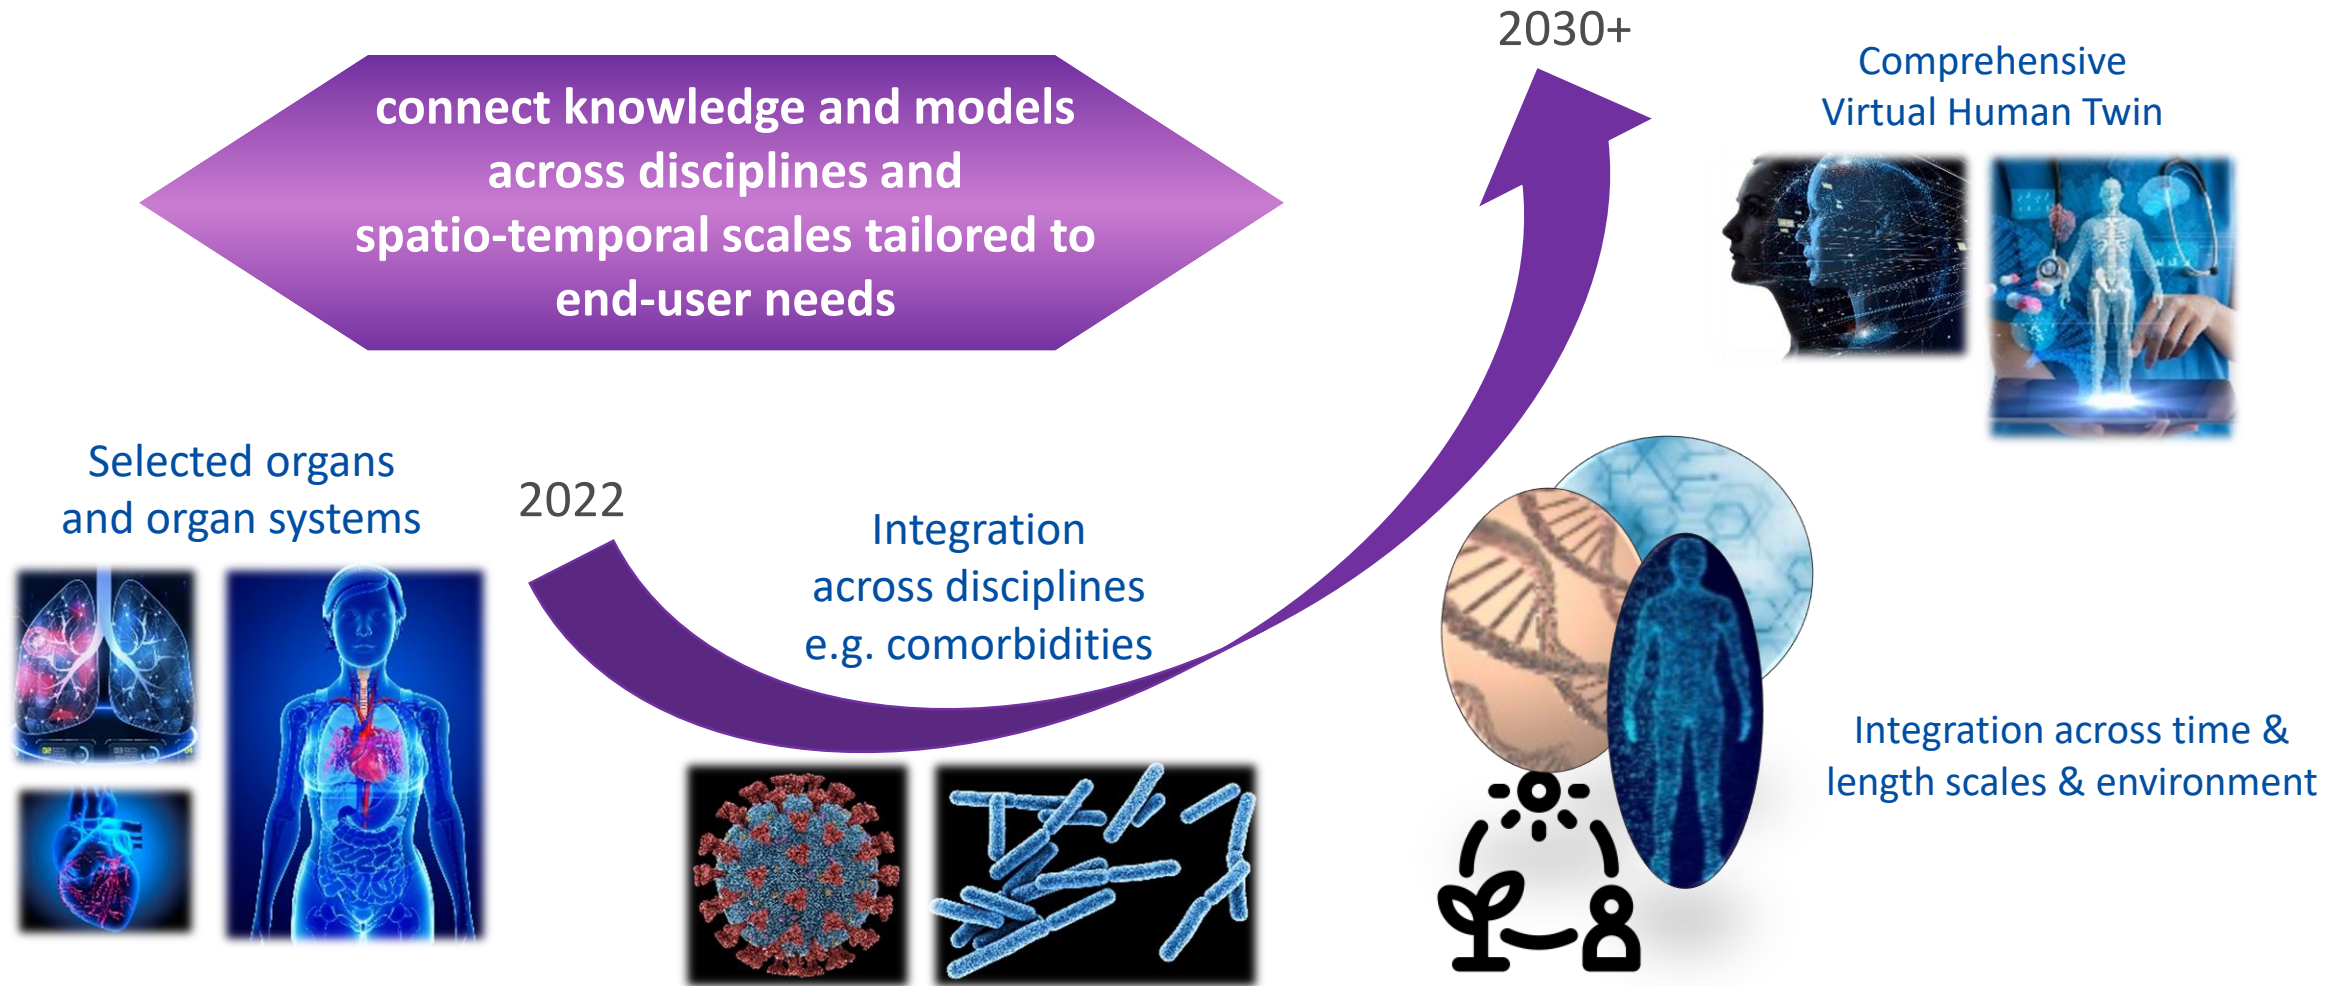 2030+
connect knowledge and models
across disciplines and
spatio-temporal scales tailored to
end-user needs
Comprehensive
Virtual Human Twin
Selected organs
and organ systems
2022
Integration
across disciplines
e.g. comorbidities
Integration across time &
length scales & environment